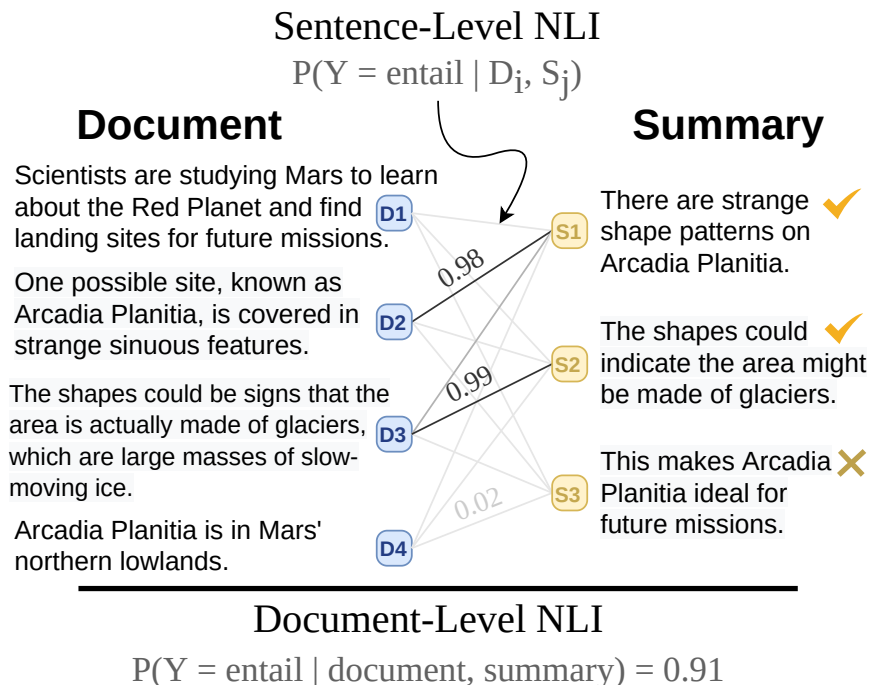 Sentence-Level NLI
P(Y = entail | Di, Sj)
Document
Summary
Scientists are studying Mars to learn
about the Red Planet and find
landing sites for future missions.
D1
One possible site, known as
Arcadia Planitia, is covered in
strange sinuous features.
D2
The shapes could be signs that the
area is actually made of glaciers,
which are large masses of slow-
moving ice.
D3
Arcadia Planitia is in Mars'
northern lowlands.
D4
0.98
0.99
0.02
S1
There are strange
shape patterns on
Arcadia Planitia.
S2
The shapes could
indicate the area might
be made of glaciers.
S3
This makes Arcadia
Planitia ideal for
future missions.
Document-Level NLI
P(Y = entail | document, summary) = 0.91